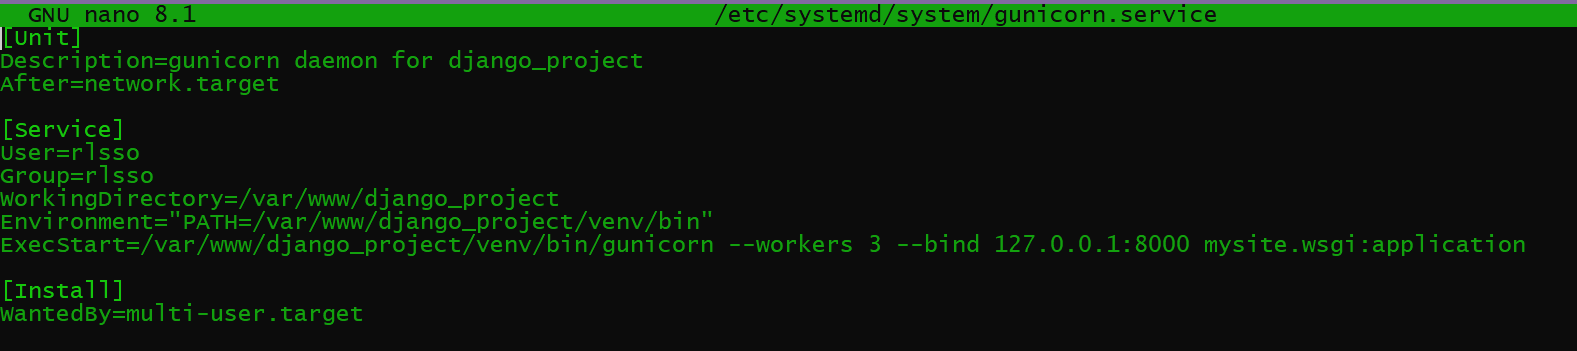 GNU nano 8.1 /etc/systemd/system/gunicorn.service
[Unit]
Description=gunicorn daemon for django_project
After=network.target
[Service]
User=rlsso
Group=rlsso
WorkingDirectory=/var/www/django_project
Environment="PATH=/var/www/django_project/venv/bin"
ExecStart=/var/www/django_project/venv/bin/gunicorn --workers 3 --bind 127.0.0.1:8000 mysite.wsgi:application
[Install]
WantedBy=multi-user.target